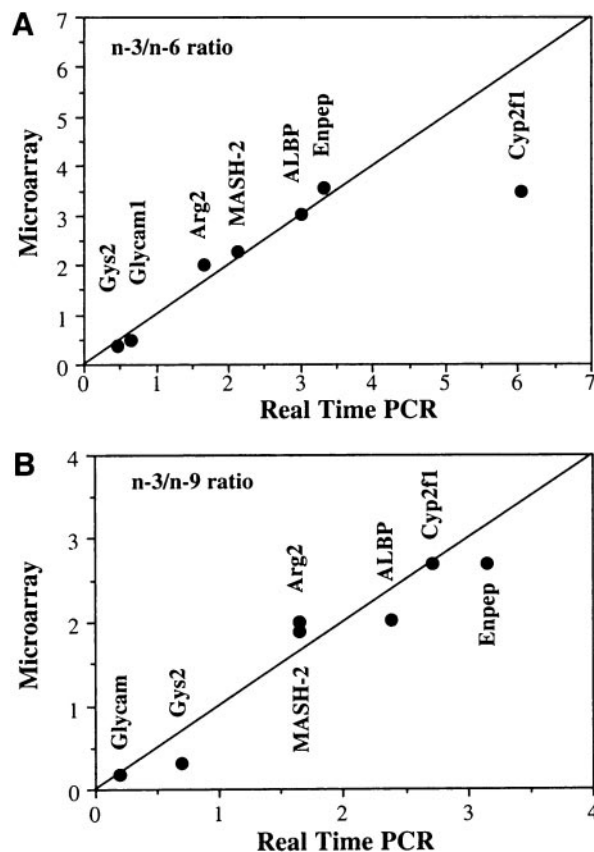 A
n-3/n-6 ratio
7
6
5
4
3
2
1
0
Microarray
Gys2
Glycam1
Arg2
MASH-2
ALBP
Enpep
Cyp2f1
0 1 2 3 4 5 6 7
Real Time PCR
B
n-3/n-9 ratio
4
3
2
1
0
Microarray
Glycam
Gys2
Arg2
MASH-2
ALBP
Cyp2f1
Enpep
0 1 2 3 4
Real Time PCR